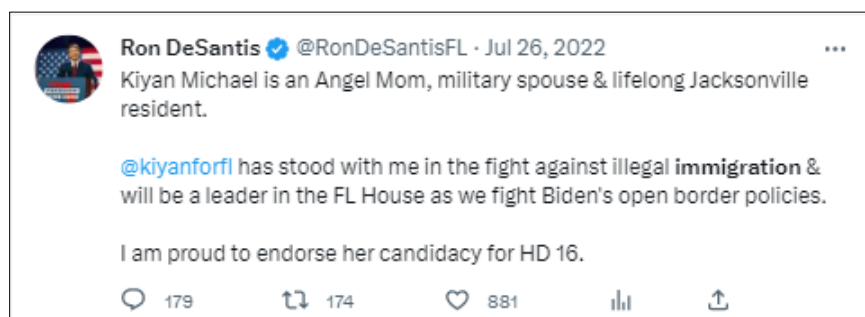 Ron DeSantis @RonDeSantisFL · Jul 26, 2022
Kiyan Michael is an Angel Mom, military spouse & lifelong Jacksonville
resident.
@kiyanforfl has stood with me in the fight against illegal immigration &
will be a leader in the FL House as we fight Biden's open border policies.
I am proud to endorse her candidacy for HD 16.
179 174 881